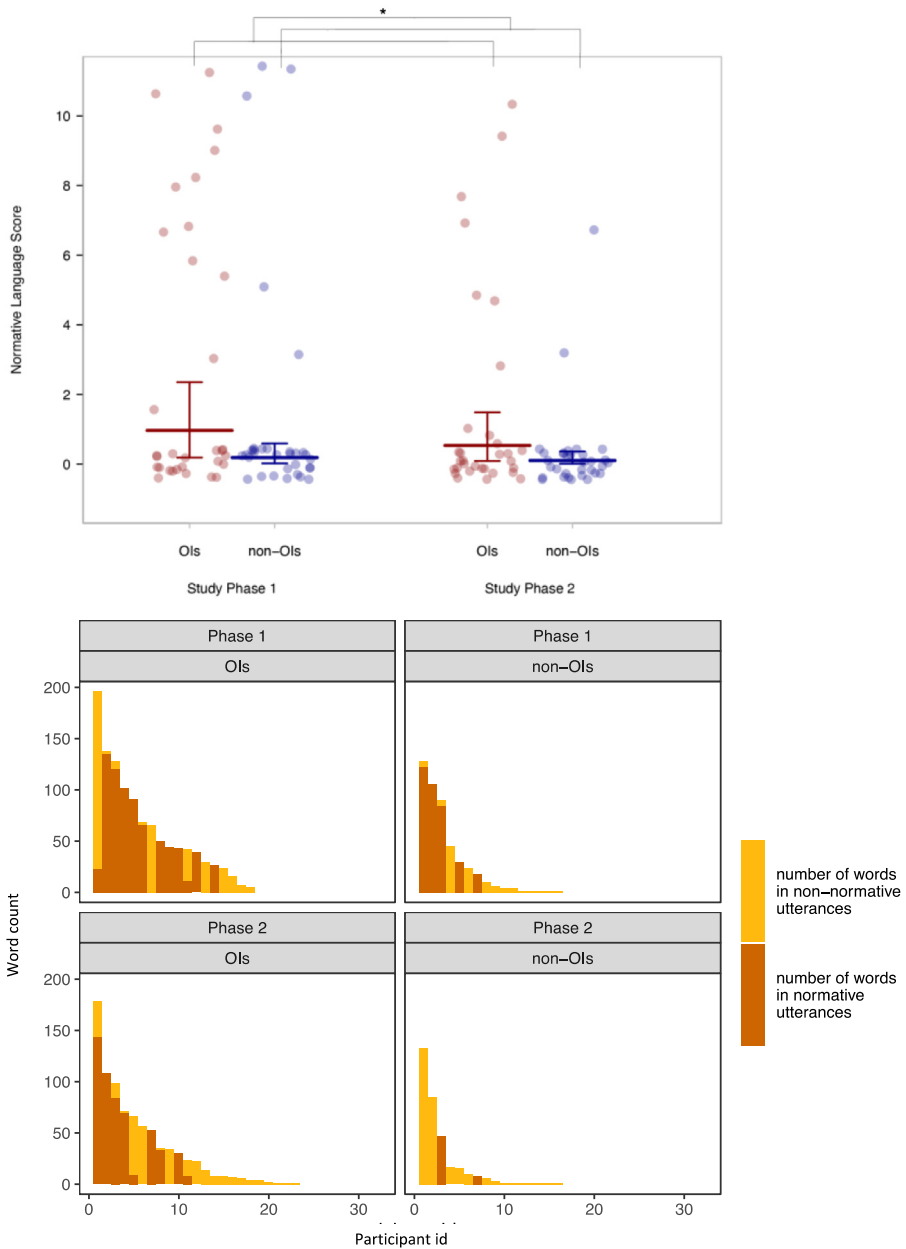 *
Normative Language Score
10
8
6
4
2
0
OIs non-OIs OIs non-OIs
Study Phase 1 Study Phase 2
Phase 1 Phase 1
OIs non-OIs
Word count
200
150
100
50
0
Phase 2 Phase 2
OIs non-OIs
200
150
100
50
0
0 10 20 30 0 10 20 30
Participant id
number of words
in non-normative
utterances
number of words
in normative
utterances